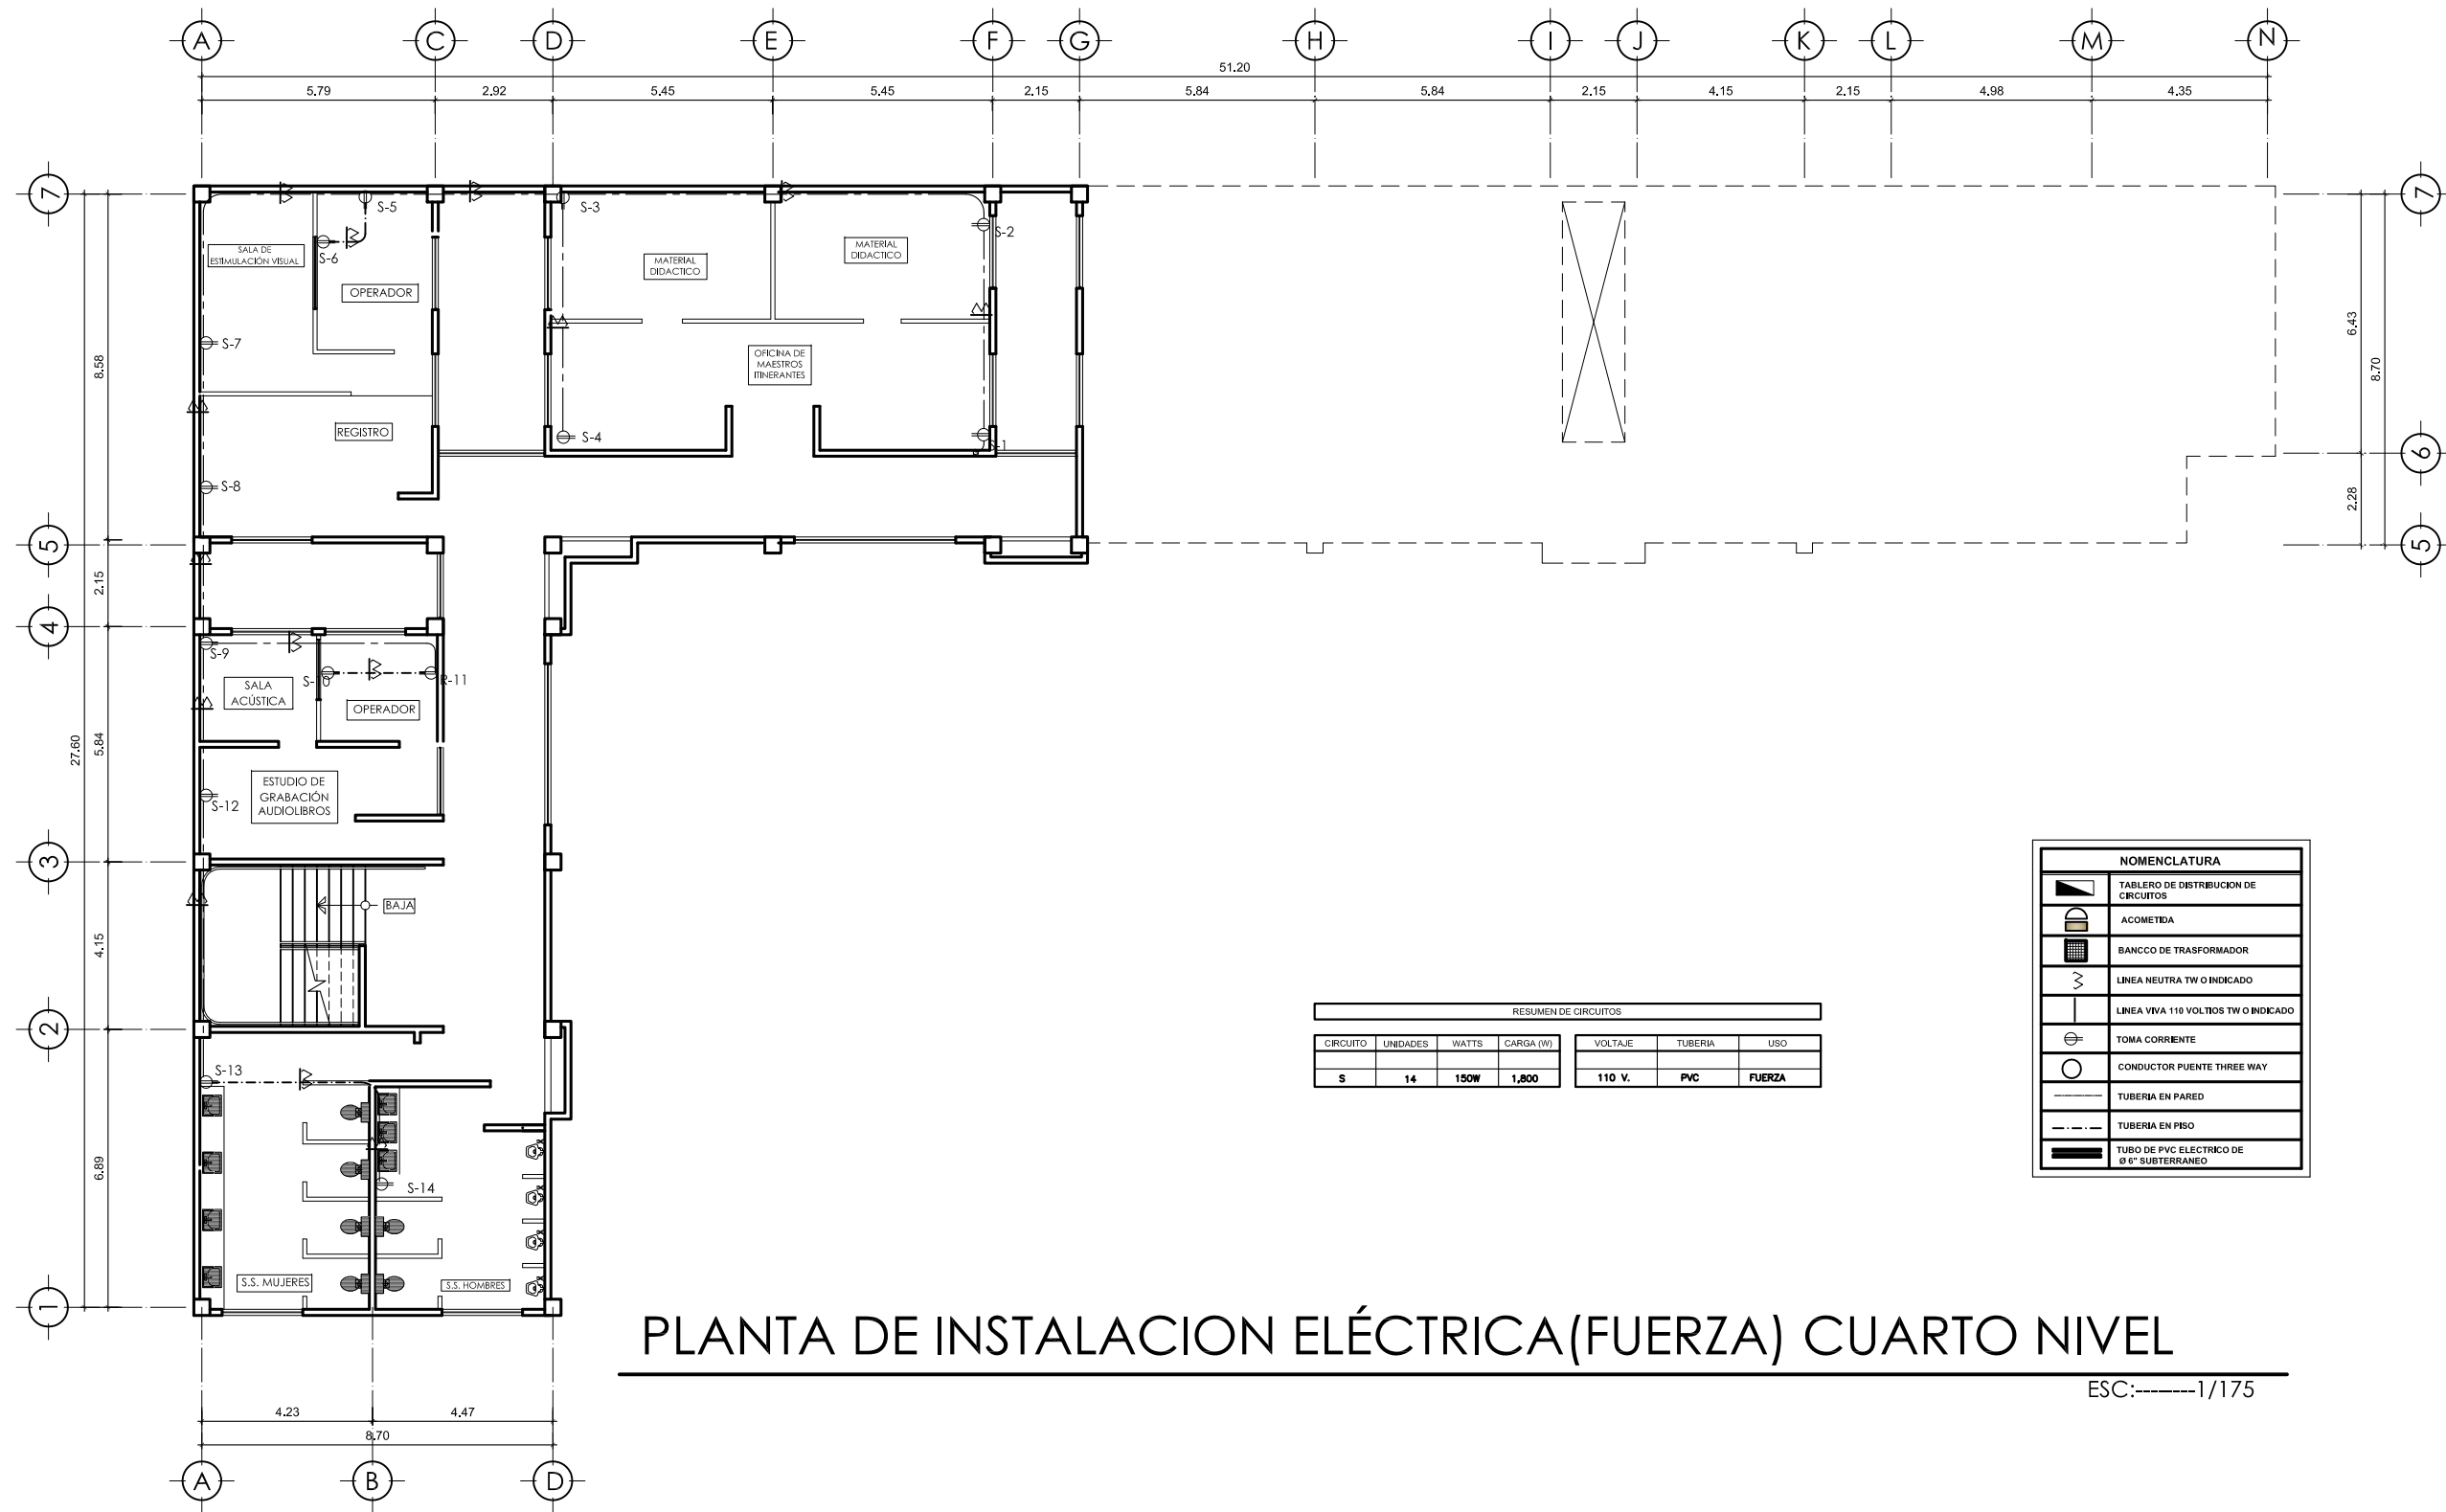 A C D E F G H I J K L M N
51.20
5.79 2.92 5.45 5.45 2.15 5.84 5.84 2.15 4.15 2.15 4.98 4.35
7
7
S-5
S-3
S-2
S-6
SALA DE
ESTIMULACIÓN VISUAL
OPERADOR
MATERIAL
DIDACTICO
MATERIAL
DIDACTICO
S-7
OFICINA DE
MAESTROS
ITINERANTES
8.58
6.43
8.70
REGISTRO
S-4
S-1
6
S-8
2.28
5
5
2.15
4
S-9
S-10
R-11
SALA
ACÚSTICA
OPERADOR
27.60
5.84
ESTUDIO DE
GRABACIÓN
AUDIOLIBROS
S-12
3
BAJA
4.15
2
S-13
S-14
6.89
S.S. MUJERES
S.S. HOMBRES
1
NOMENCLATURA
TABLERO DE DISTRIBUCION DE
CIRCUITOS
ACOMETIDA
BANCCO DE TRASFORMADOR
LINEA NEUTRA TW O INDICADO
LINEA VIVA 110 VOLTIOS TW O INDICADO
TOMA CORRIENTE
CONDUCTOR PUENTE THREE WAY
TUBERIA EN PARED
TUBERIA EN PISO
TUBO DE PVC ELECTRICO DE
Ø 6" SUBTERRANEO
RESUMEN DE CIRCUITOS
CIRCUITO UNIDADES WATTS CARGA (W) VOLTAJE TUBERIA USO
S 14 150W 1,800 110 V. PVC FUERZA
PLANTA DE INSTALACION ELÉCTRICA(FUERZA) CUARTO NIVEL
ESC:--------1/175
4.23 4.47
8.70
A B D